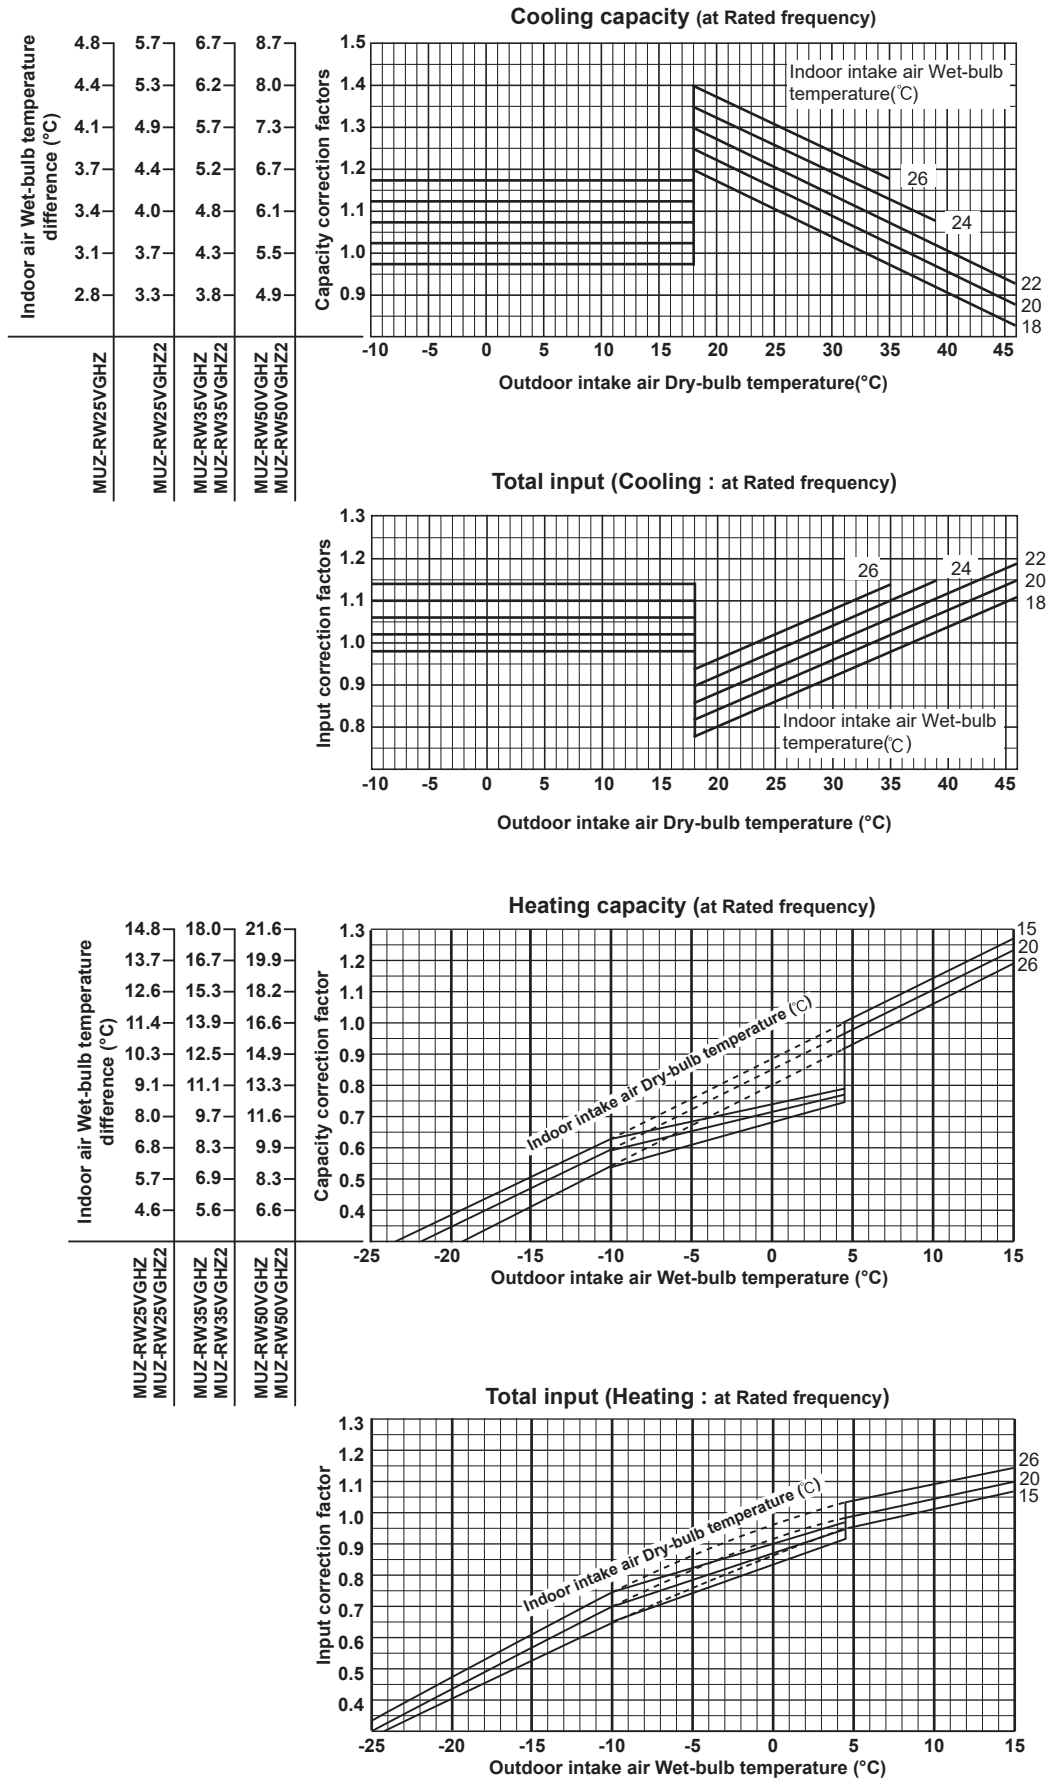 Cooling capacity (at Rated frequency)
Indoor air Wet-bulb temperature
difference (°C)
4.8 5.7 6.7 8.7
4.4 5.3 6.2 8.0
4.1 4.9 5.7 7.3
3.7 4.4 5.2 6.7
3.4 4.0 4.8 6.1
3.1 3.7 4.3 5.5
2.8 3.3 3.8 4.9
MUZ-RW25VGHZ
MUZ-RW25VGHZ2
MUZ-RW35VGHZ
MUZ-RW35VGHZ2
MUZ-RW50VGHZ
MUZ-RW50VGHZ2
Capacity correction factors
1.5
1.4
1.3
1.2
1.1
1.0
0.9
Indoor intake air Wet-bulb
temperature(°C)
26
24
22
20
18
-10 -5 0 5 10 15 20 25 30 35 40 45
Outdoor intake air Dry-bulb temperature(°C)
Total input (Cooling : at Rated frequency)
Input correction factors
1.3
1.2
1.1
1.0
0.9
0.8
26
24
22
20
18
Indoor intake air Wet-bulb
temperature(°C)
-10 -5 0 5 10 15 20 25 30 35 40 45
Outdoor intake air Dry-bulb temperature (°C)
Heating capacity (at Rated frequency)
Indoor air Wet-bulb temperature
difference (°C)
14.8 18.0 21.6
13.7 16.7 19.9
12.6 15.3 18.2
11.4 13.9 16.6
10.3 12.5 14.9
9.1 11.1 13.3
8.0 9.7 11.6
6.8 8.3 9.9
5.7 6.9 8.3
4.6 5.6 6.6
MUZ-RW25VGHZ
MUZ-RW25VGHZ2
MUZ-RW35VGHZ
MUZ-RW35VGHZ2
MUZ-RW50VGHZ
MUZ-RW50VGHZ2
Capacity correction factor
1.3
1.2
1.1
1.0
0.9
0.8
0.7
0.6
0.5
0.4
Indoor intake air Dry-bulb temperature (°C)
15
20
26
-25 -20 -15 -10 -5 0 5 10 15
Outdoor intake air Wet-bulb temperature (°C)
Total input (Heating : at Rated frequency)
Input correction factor
1.3
1.2
1.1
1.0
0.9
0.8
0.7
0.6
0.5
0.4
Indoor intake air Dry-bulb temperature (°C)
26
20
15
-25 -20 -15 -10 -5 0 5 10 15
Outdoor intake air Wet-bulb temperature (°C)